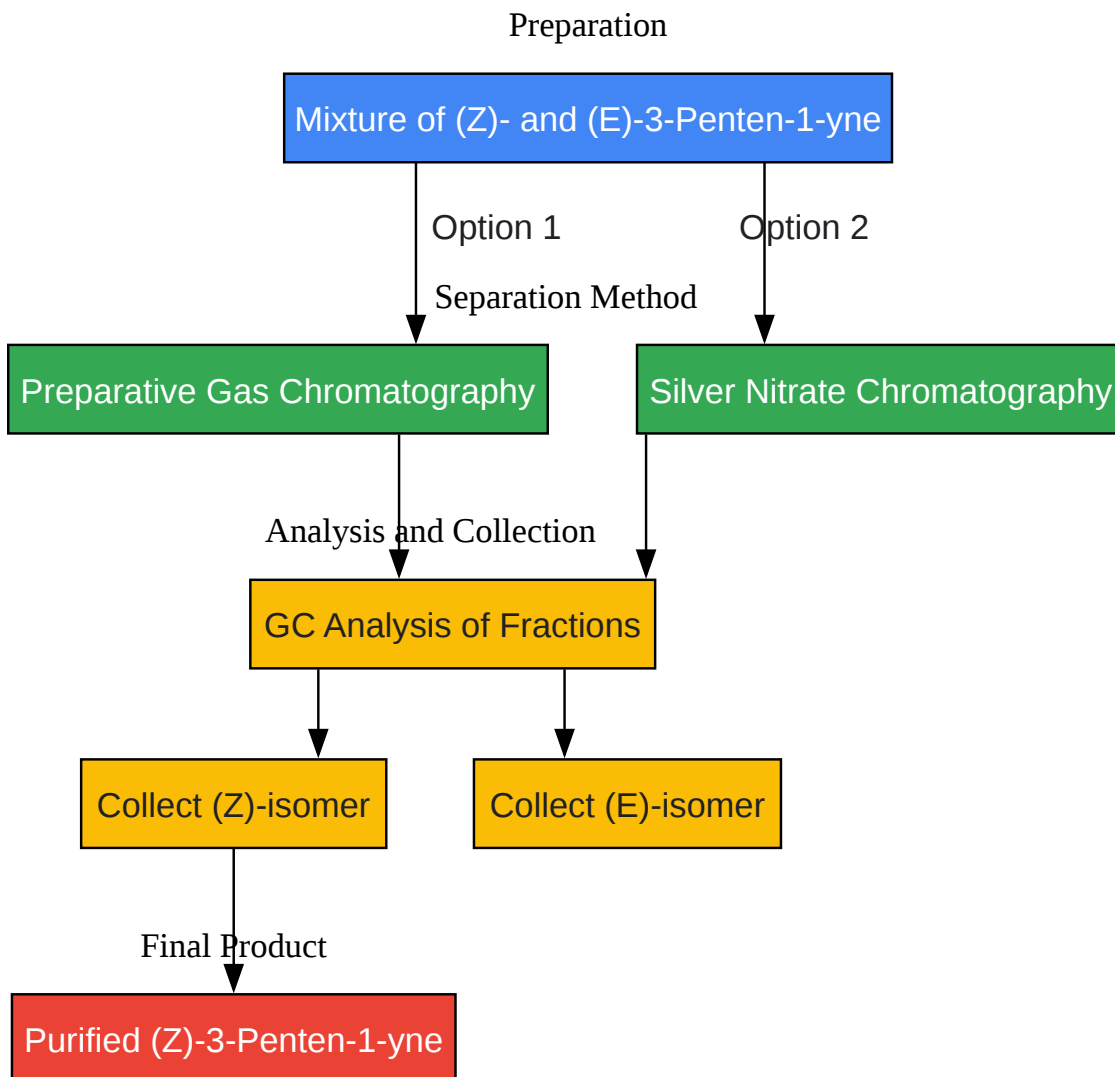 Preparation
Mixture of (Z)- and (E)-3-Penten-1-yne
Option 1
Option 2
Separation Method
Preparative Gas Chromatography
Silver Nitrate Chromatography
Analysis and Collection
GC Analysis of Fractions
Collect (Z)-isomer
Collect (E)-isomer
Final Product
Purified (Z)-3-Penten-1-yne